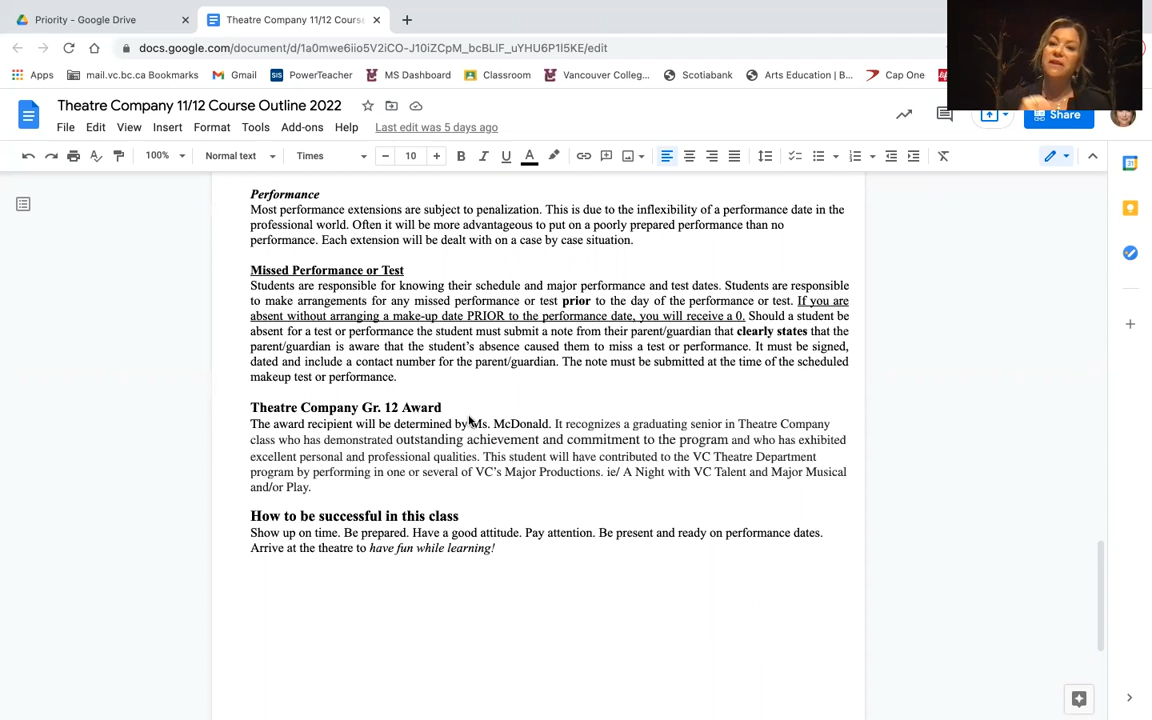 Priority - Google Drive
Theatre Company 11/12 Course
docs.google.com/document/d/1a0mwe6iio5V2iCO-J10iZCpM_bcBLIF_uYHU6P1I5KE/edit
Apps mail.vc.bc.ca Bookmarks Gmail PowerTeacher MS Dashboard Classroom Vancouver Colleg... Scotiabank Arts Education | B... Cap One
Theatre Company 11/12 Course Outline 2022
File Edit View Insert Format Tools Add-ons Help Last edit was 5 days ago
Share
100% Normal text Times 10 B I U A
Performance
Most performance extensions are subject to penalization. This is due to the inflexibility of a performance date in the
professional world. Often it will be more advantageous to put on a poorly prepared performance than no
performance. Each extension will be dealt with on a case by case situation.
Missed Performance or Test
Students are responsible for knowing their schedule and major performance and test dates. Students are responsible
to make arrangements for any missed performance or test prior to the day of the performance or test. If you are
absent without arranging a make-up date PRIOR to the performance date, you will receive a 0. Should a student be
absent for a test or performance the student must submit a note from their parent/guardian that clearly states that the
parent/guardian is aware that the student's absence caused them to miss a test or performance. It must be signed,
dated and include a contact number for the parent/guardian. The note must be submitted at the time of the scheduled
makeup test or performance.
Theatre Company Gr. 12 Award
The award recipient will be determined by Ms. McDonald. It recognizes a graduating senior in Theatre Company
class who has demonstrated outstanding achievement and commitment to the program and who has exhibited
excellent personal and professional qualities. This student will have contributed to the VC Theatre Department
program by performing in one or several of VC's Major Productions. ie/ A Night with VC Talent and Major Musical
and/or Play.
How to be successful in this class
Show up on time. Be prepared. Have a good attitude. Pay attention. Be present and ready on performance dates.
Arrive at the theatre to have fun while learning!